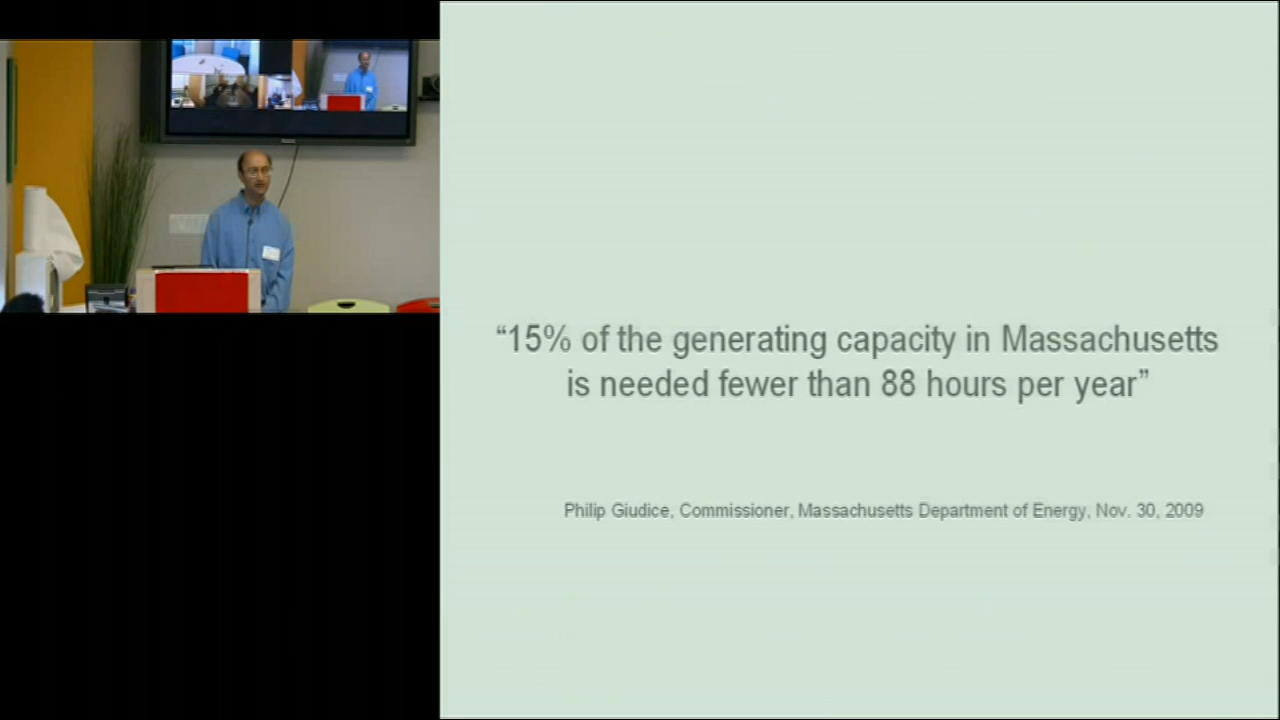 “15% of the generating capacity in Massachusetts
is needed fewer than 88 hours per year”
Philip Giudice, Commissioner, Massachusetts Department of Energy, Nov. 30, 2009